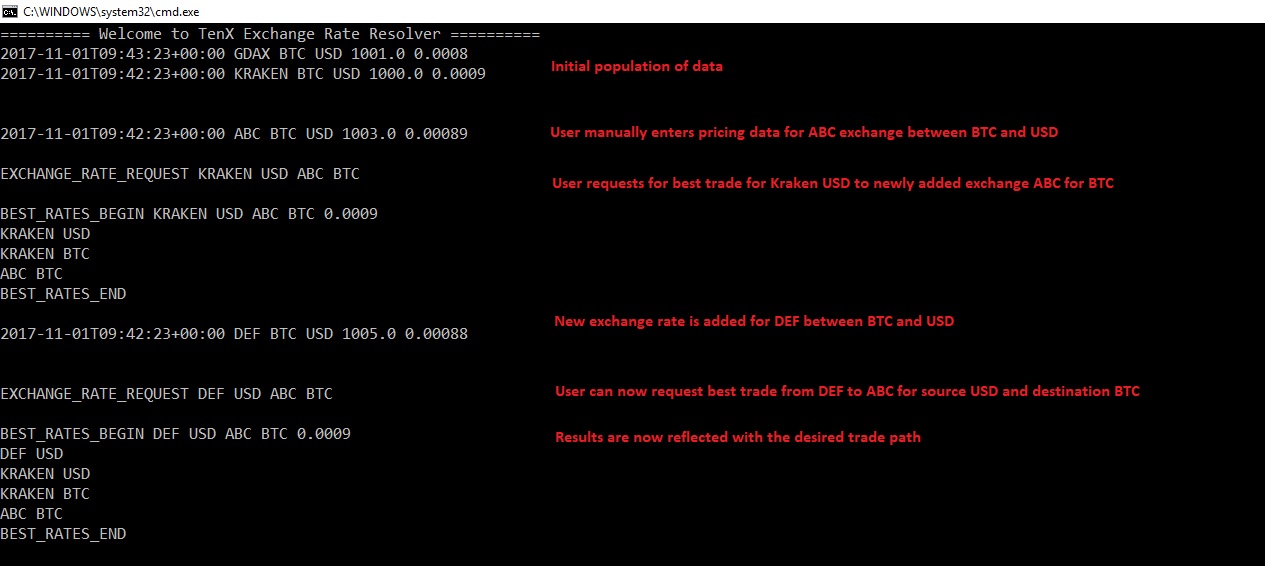 C:\WINDOWS\system32\cmd.exe
========== Welcome to TenX Exchange Rate Resolver ==========
2017-11-01T09:43:23+00:00 GDAX BTC USD 1001.0 0.0008
Initial population of data
2017-11-01T09:42:23+00:00 KRAKEN BTC USD 1000.0 0.0009
2017-11-01T09:42:23+00:00 ABC BTC USD 1003.0 0.00089
User manually enters pricing data for ABC exchange between BTC and USD
EXCHANGE_RATE_REQUEST KRAKEN USD ABC BTC
User requests for best trade for Kraken USD to newly added exchange ABC for BTC
BEST_RATES_BEGIN KRAKEN USD ABC BTC 0.0009
KRAKEN USD
KRAKEN BTC
ABC BTC
BEST_RATES_END
New exchange rate is added for DEF between BTC and USD
2017-11-01T09:42:23+00:00 DEF BTC USD 1005.0 0.00088
EXCHANGE_RATE_REQUEST DEF USD ABC BTC
User can now request best trade from DEF to ABC for source USD and destination BTC
BEST_RATES_BEGIN DEF USD ABC BTC 0.0009
Results are now reflected with the desired trade path
DEF USD
KRAKEN USD
KRAKEN BTC
ABC BTC
BEST_RATES_END